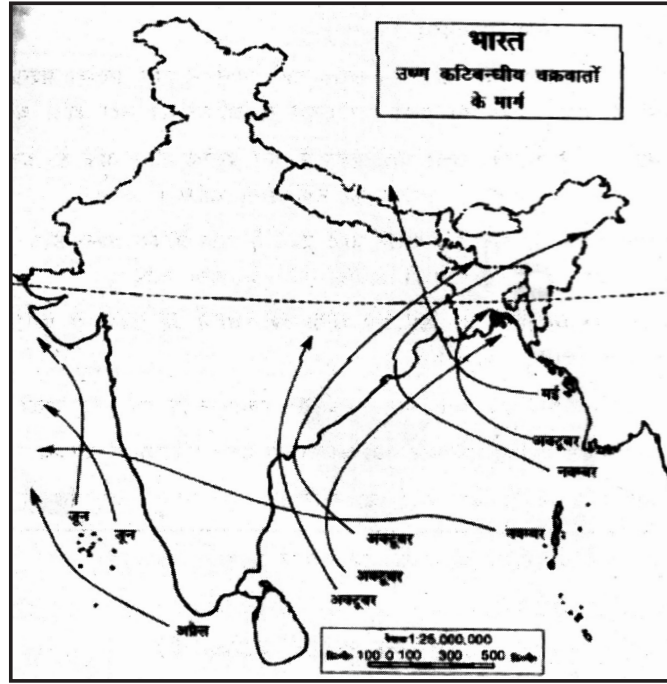 भारत
उष्ण कटिबन्धीय चक्रवातों
के मार्ग
मई
अक्टूबर
नवम्बर
जून
जून
नवम्बर
अक्टूबर
अक्टूबर
अक्टूबर
अप्रैल
1:25,000,000
100 0 100 300 500